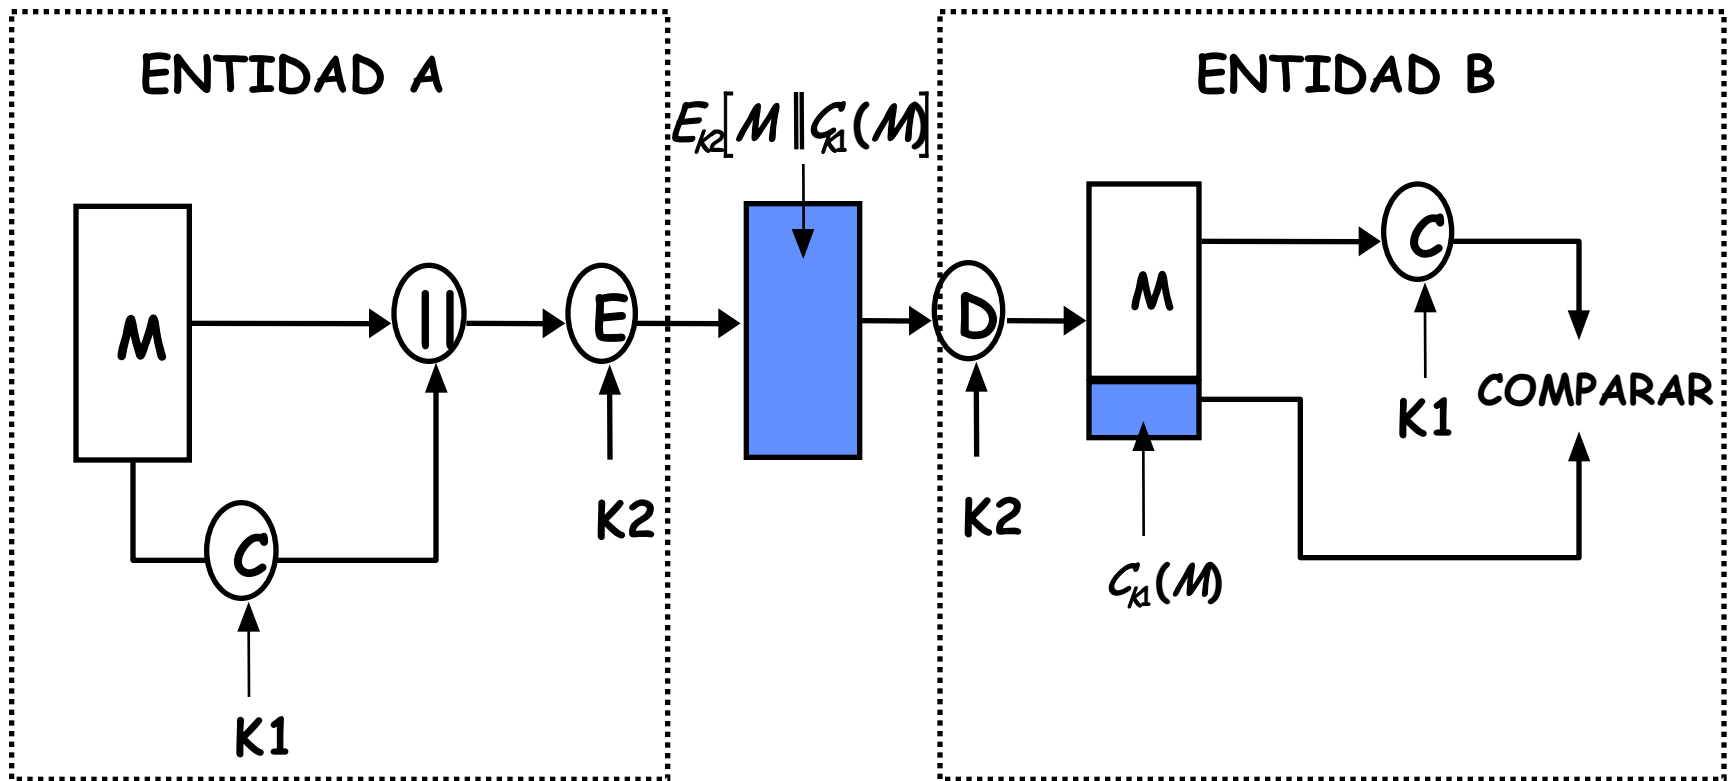 ENTIDAD A
ENTIDAD B
E_K2[M || C_K1(M)]
M
||
E
D
M
C
K1
COMPARAR
K2
K2
C
C_K1(M)
K1